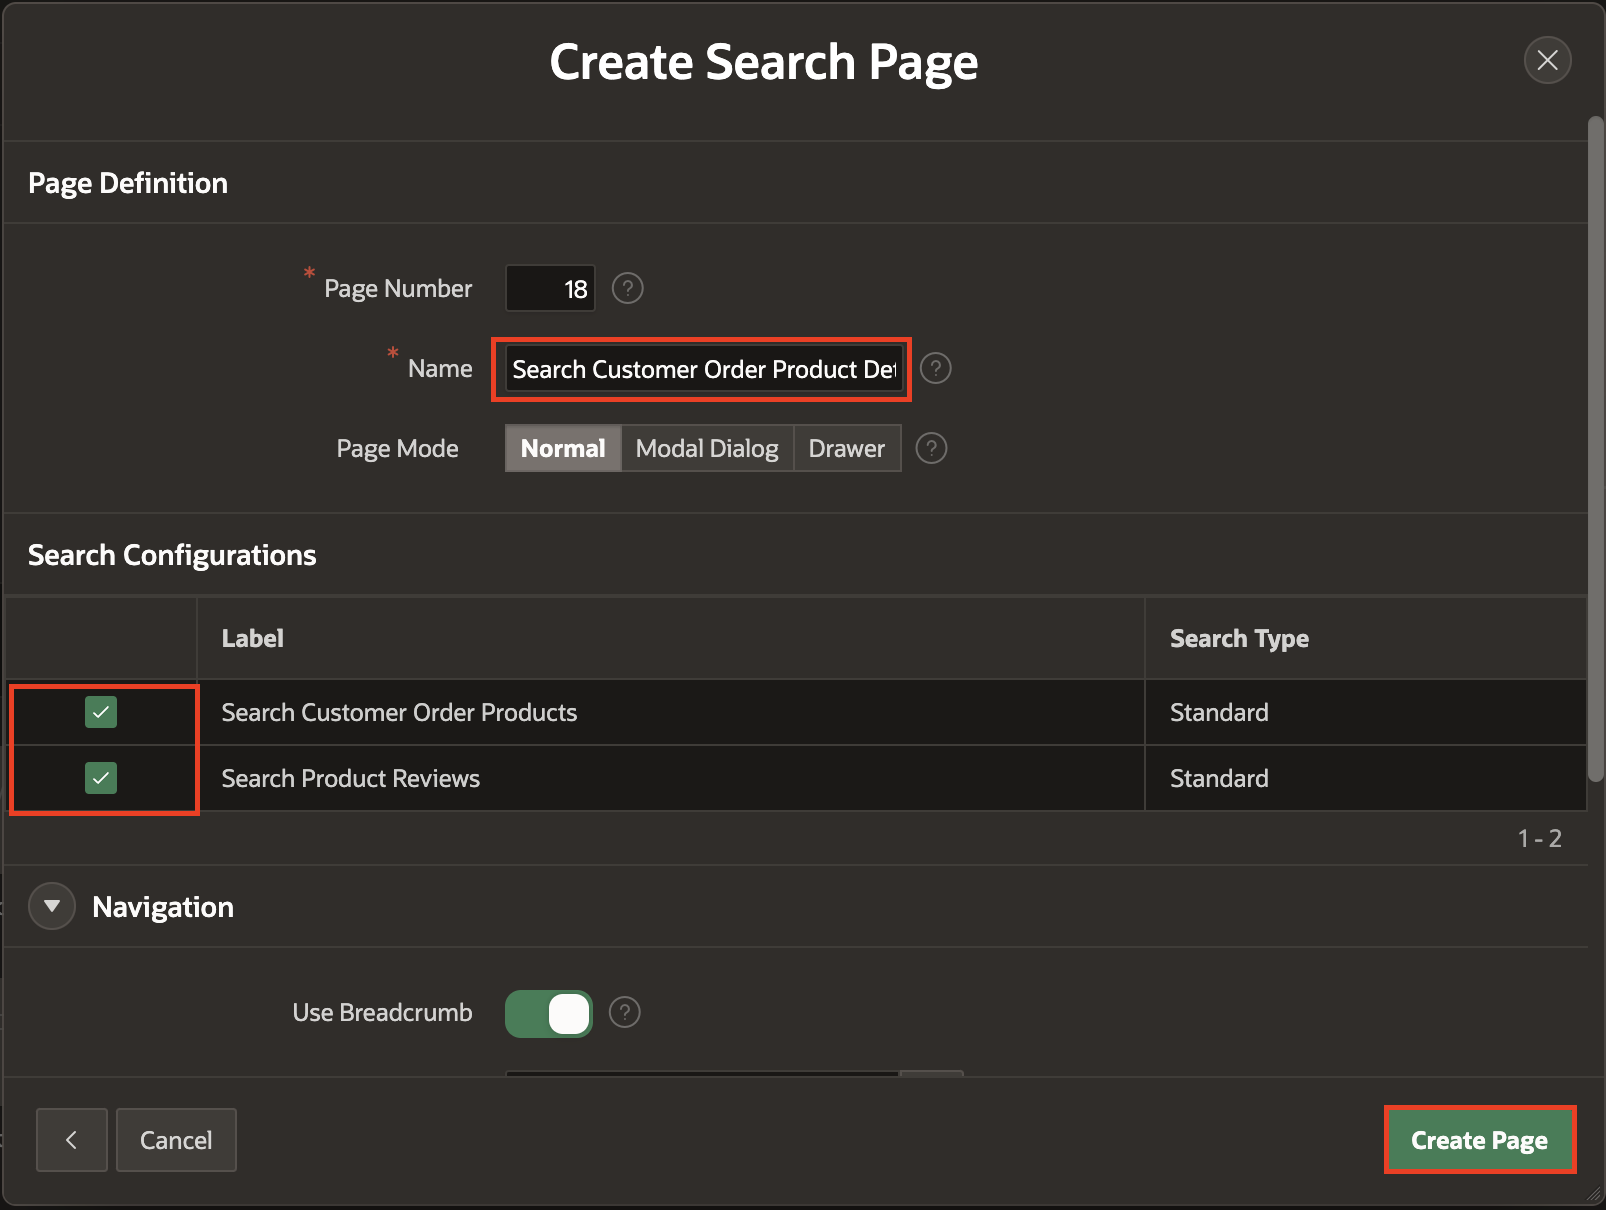 Create Search Page
Page Definition
* Page Number 18 ?
* Name Search Customer Order Product ?
Page Mode Normal Modal Dialog Drawer ?
Search Configurations
Label Search Type
Search Customer Order Products Standard
Search Product Reviews Standard
1 - 2
Navigation
Use Breadcrumb ?
Cancel Create Page